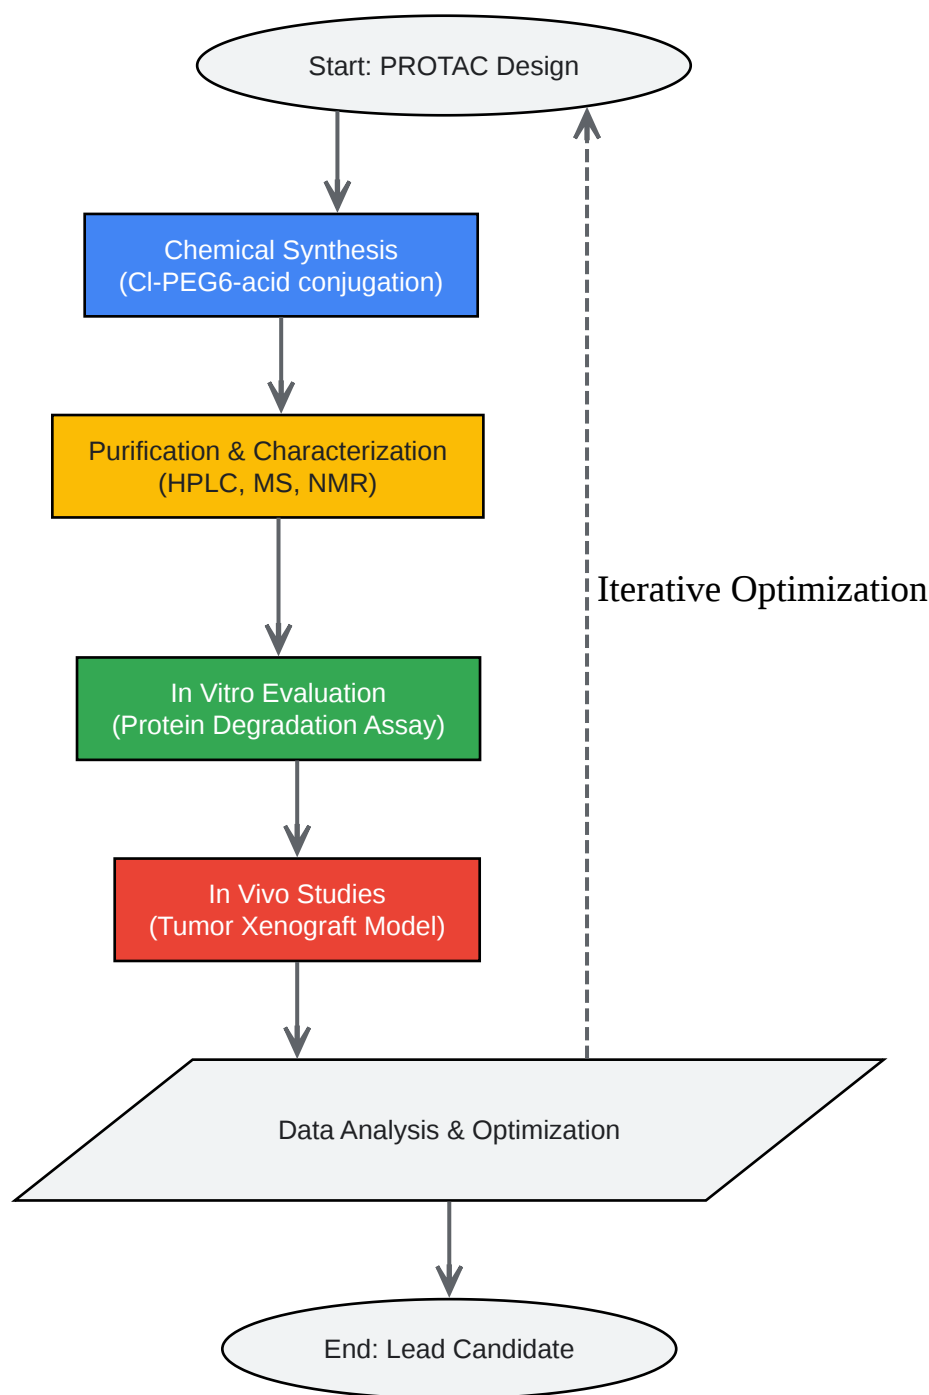 Start: PROTAC Design
Chemical Synthesis
(Cl-PEG6-acid conjugation)
Purification & Characterization
(HPLC, MS, NMR)
Iterative Optimization
In Vitro Evaluation
(Protein Degradation Assay)
In Vivo Studies
(Tumor Xenograft Model)
Data Analysis & Optimization
End: Lead Candidate